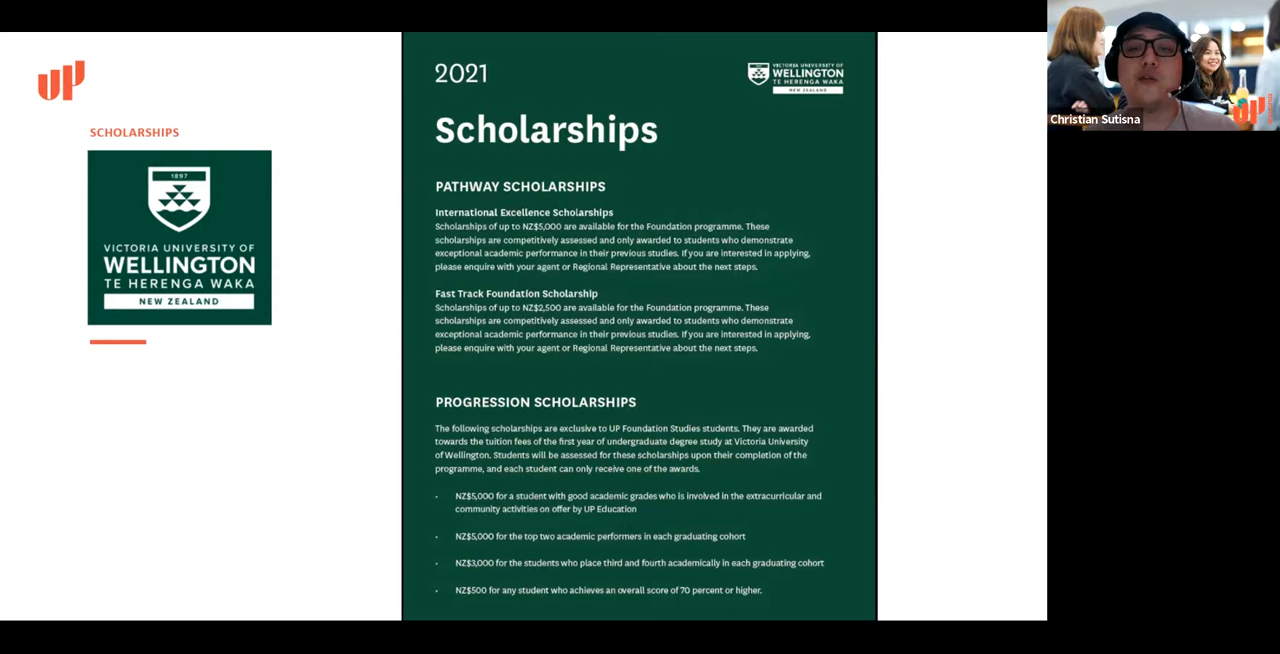 UP
SCHOLARSHIPS
1897
VICTORIA UNIVERSITY OF
WELLINGTON
TE HERENGA WAKA
NEW ZEALAND
2021
VICTORIA UNIVERSITY OF
WELLINGTON
TE HERENGA WAKA
NEW ZEALAND
Scholarships
PATHWAY SCHOLARSHIPS
International Excellence Scholarships
Scholarships of up to NZ$5,000 are available for the Foundation programme. These
scholarships are competitively assessed and only awarded to students who demonstrate
exceptional academic performance in their previous studies. If you are interested in applying,
please enquire with your agent or Regional Representative about the next steps.
Fast Track Foundation Scholarship
Scholarships of up to NZ$2,500 are available for the Foundation programme. These
scholarships are competitively assessed and only awarded to students who demonstrate
exceptional academic performance in their previous studies. If you are interested in applying,
please enquire with your agent or Regional Representative about the next steps.
PROGRESSION SCHOLARSHIPS
The following scholarships are exclusive to UP Foundation Studies students. They are awarded
towards the tuition fees of the first year of undergraduate degree study at Victoria University
of Wellington. Students will be assessed for these scholarships upon their completion of the
programme, and each student can only receive one of the awards.
• NZ$5,000 for a student with good academic grades who is involved in the extracurricular and
community activities on offer by UP Education
• NZ$5,000 for the top two academic performers in each graduating cohort
• NZ$3,000 for the students who place third and fourth academically in each graduating cohort
• NZ$500 for any student who achieves an overall score of 70 percent or higher.
Christian Sutisna
UP